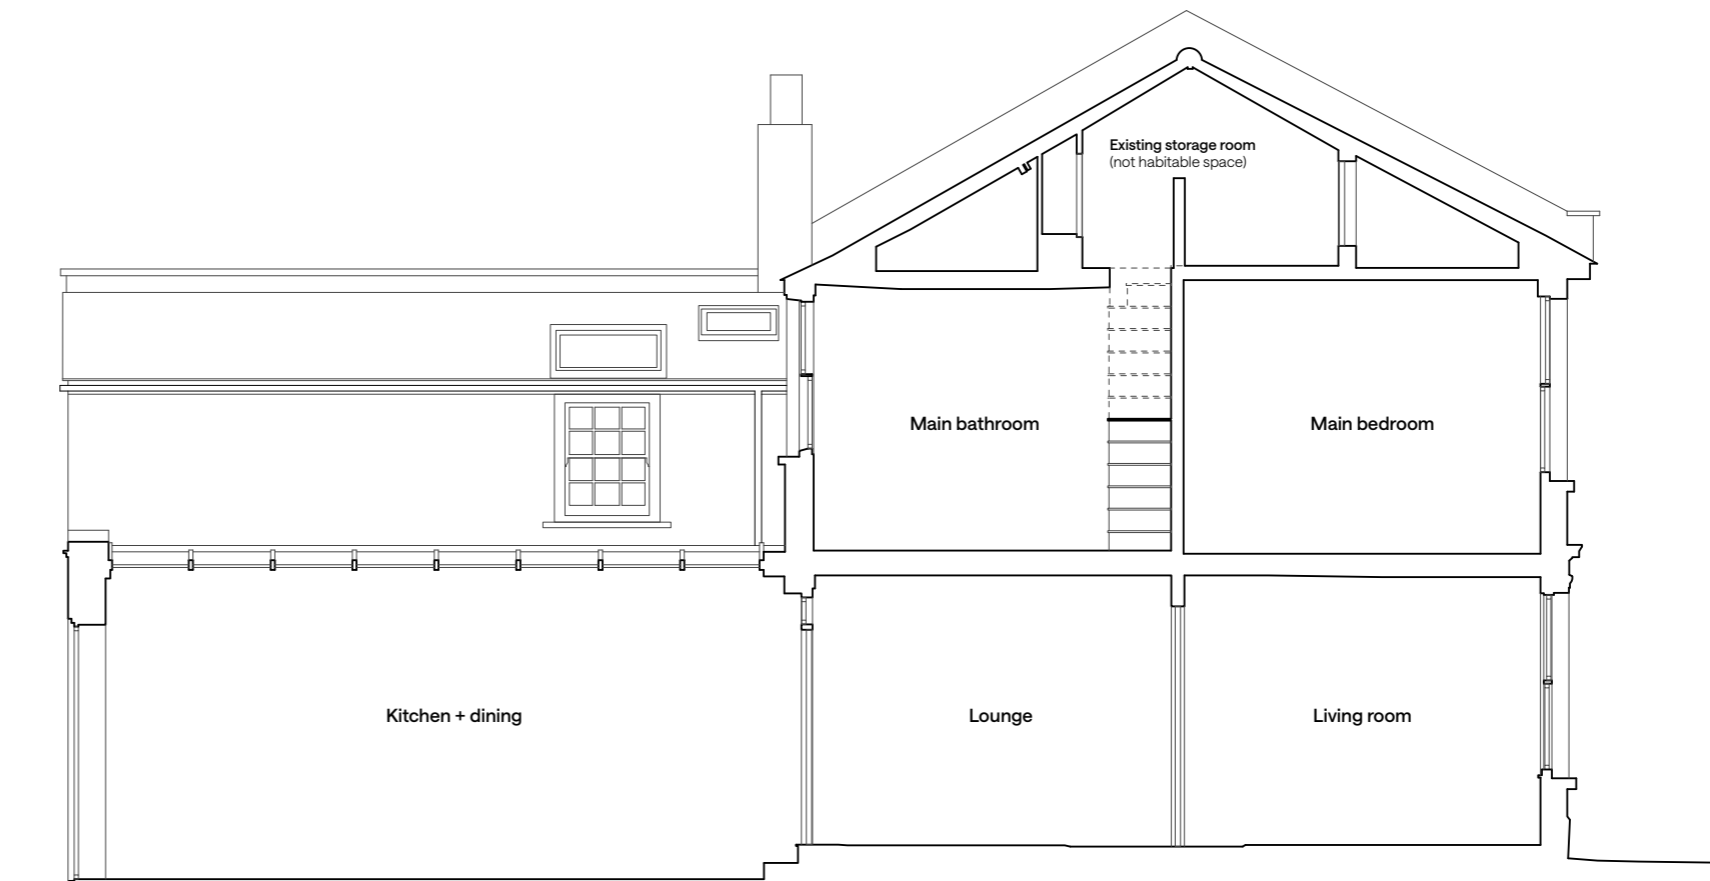 Existing storage room
(not habitable space)
Main bathroom
Main bedroom
Kitchen + dining
Lounge
Living room